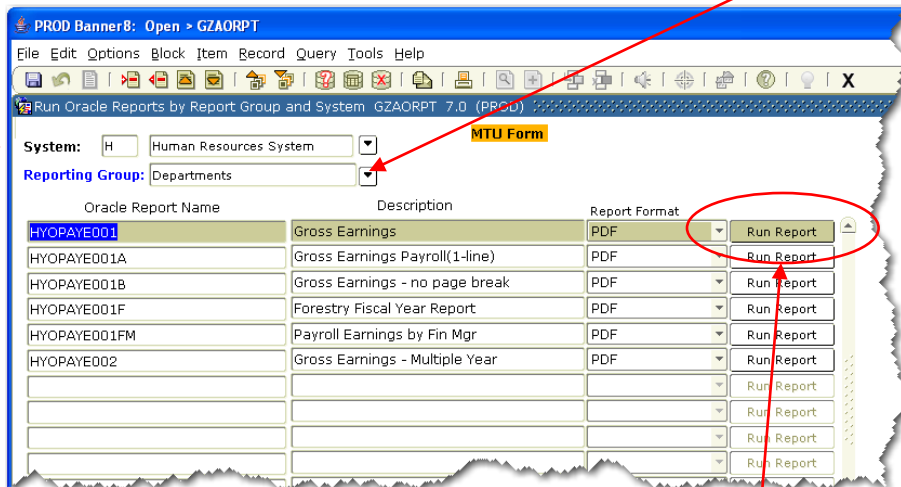 PROD Banner8: Open > GZAORPT
File Edit Options Block Item Record Query Tools Help
X
Run Oracle Reports by Report Group and System GZAORPT 7.0 (PROD)
MTU Form
System: H Human Resources System
Reporting Group: Departments
Oracle Report Name Description Report Format
HYOPAYE001 Gross Earnings PDF Run Report
HYOPAYE001A Gross Earnings Payroll(1-line) PDF Run Report
HYOPAYE001B Gross Earnings - no page break PDF Run Report
HYOPAYE001F Forestry Fiscal Year Report PDF Run Report
HYOPAYE001FM Payroll Earnings by Fin Mgr PDF Run Report
HYOPAYE002 Gross Earnings - Multiple Year PDF Run Report
Run Report
Run Report
Run Report
Run Report